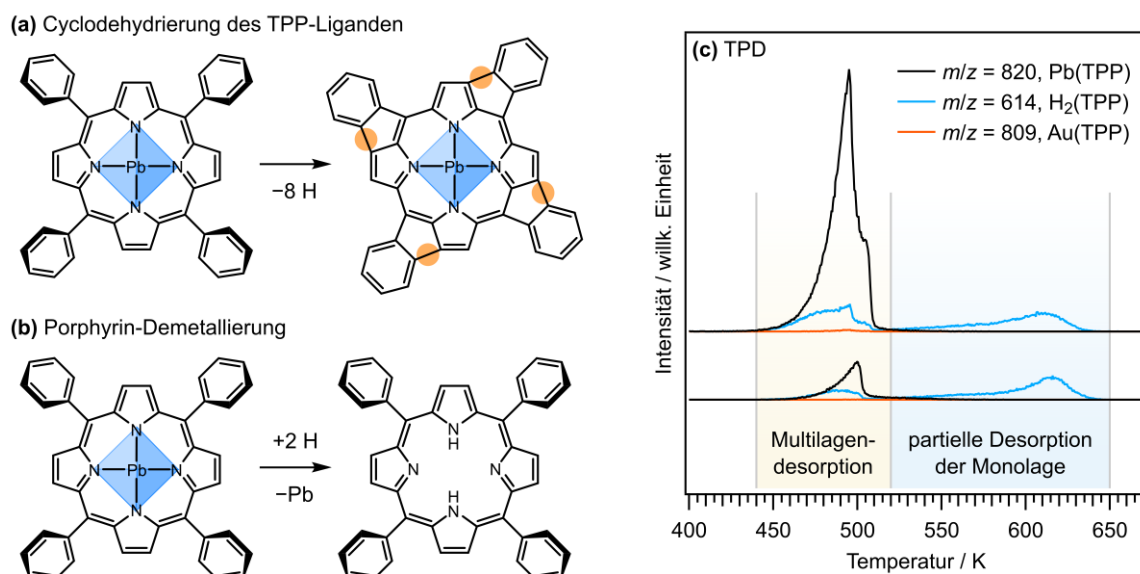 (a) Cyclodehydrierung des TPP-Liganden
N
N Pb N
N
−8 H
N
N Pb N
N
(b) Porphyrin-Demetallierung
N
N Pb N
N
+2 H
−Pb
N
H
N N
H
N
(c) TPD
m/z = 820, Pb(TPP)
m/z = 614, H₂(TPP)
m/z = 809, Au(TPP)
Intensität / willk. Einheit
Multilagen-
desorption
partielle Desorption
der Monolage
400 450 500 550 600 650
Temperatur / K